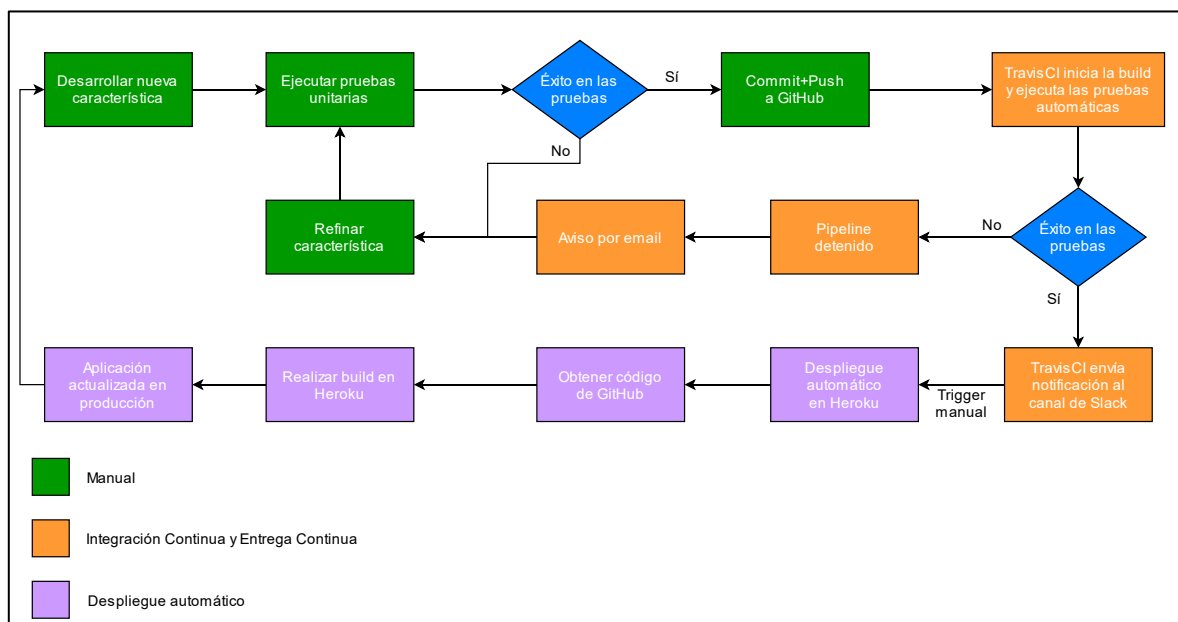 Desarrollar nueva
característica
Ejecutar pruebas
unitarias
Éxito en las
pruebas
Sí
Commit+Push
a GitHub
TravisCI inicia la build
y ejecuta las pruebas
automáticas
No
Refinar
característica
Aviso por email
Pipeline
detenido
No
Éxito en las
pruebas
Sí
Aplicación
actualizada en
producción
Realizar build en
Heroku
Obtener código
de GitHub
Despliegue
automático
en Heroku
Trigger
manual
TravisCI envía
notificación al
canal de Slack
Manual
Integración Continua y Entrega Continua
Despliegue automático